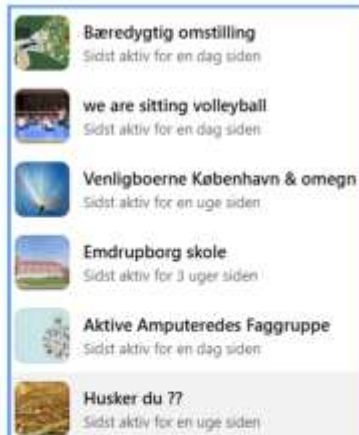 Bæredygtig omstilling
Sidst aktiv for en dag siden
we are sitting volleyball
Sidst aktiv for en dag siden
Venligboerne København & omegn
Sidst aktiv for en uge siden
Emdrupborg skole
Sidst aktiv for 3 uger siden
Aktive Amputeredes Faggruppe
Sidst aktiv for en dag siden
Husker du ??
Sidst aktiv for en uge siden